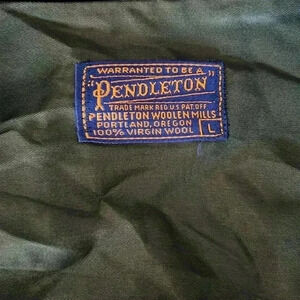 WARRANTED TO BE A
"PENDLETON"
TRADE MARK REG U.S. PAT. OFF.
PENDLETON WOOLEN MILLS
PORTLAND, OREGON
100% VIRGIN WOOL L